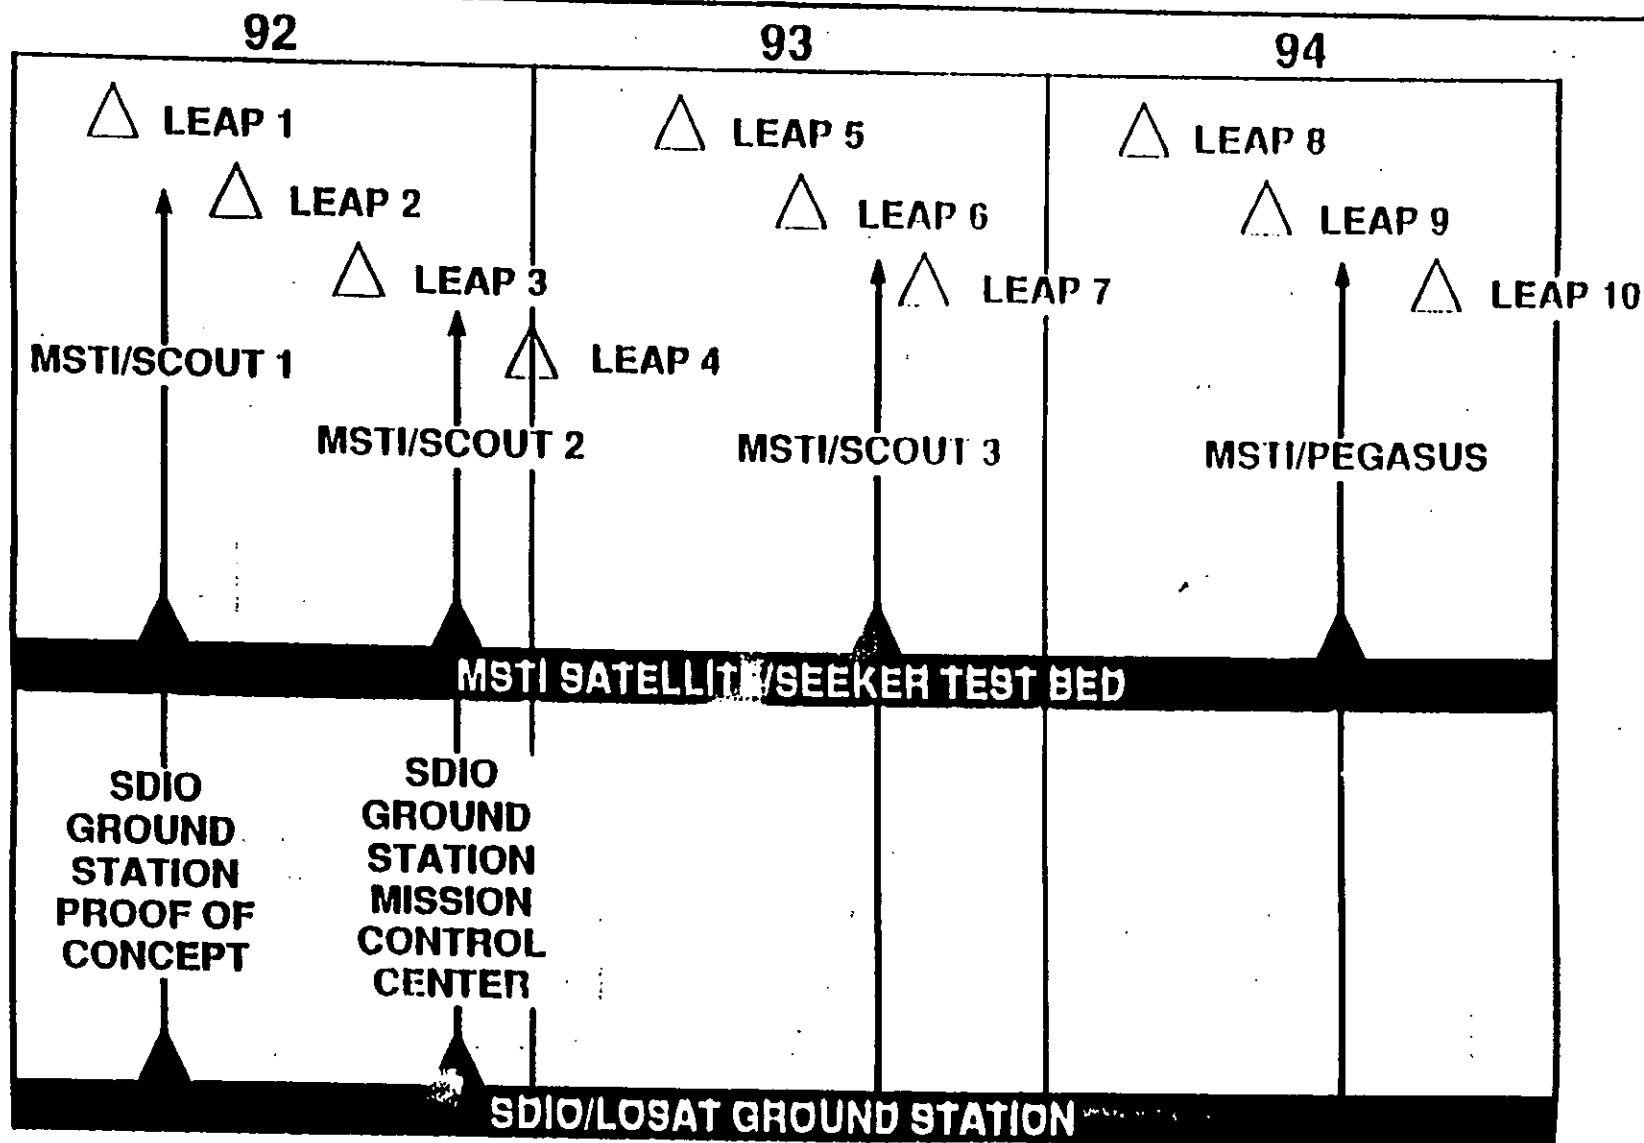 92
93
94
LEAP 1
LEAP 5
LEAP 8
LEAP 2
LEAP 6
LEAP 9
LEAP 3
LEAP 7
LEAP 10
MSTI/SCOUT 1
LEAP 4
MSTI/SCOUT 2
MSTI/SCOUT 3
MSTI/PEGASUS
MSTI SATELLITE/SEEKER TEST BED
SDIO
GROUND
STATION
PROOF OF
CONCEPT
SDIO
GROUND
STATION
MISSION
CONTROL
CENTER
SDIO/LOSAT GROUND STATION